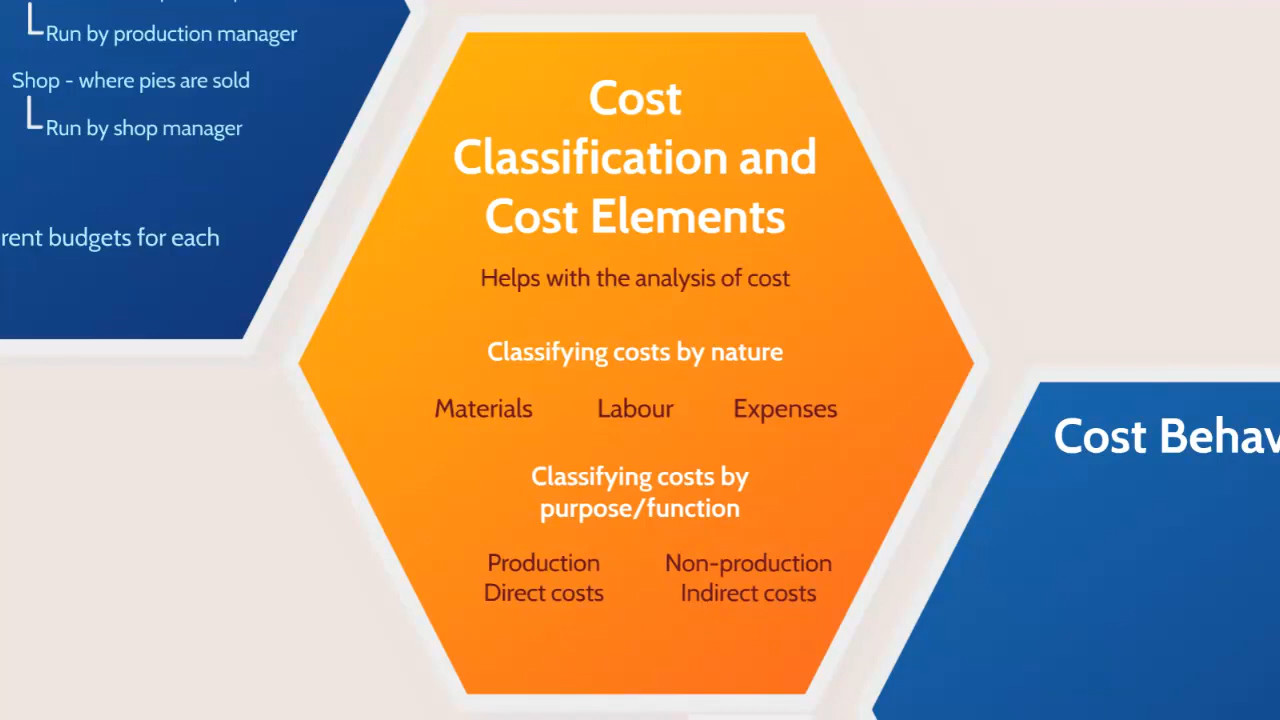 Run by production manager
Shop - where pies are sold
Run by shop manager
rent budgets for each
Cost
Classification and
Cost Elements
Helps with the analysis of cost
Classifying costs by nature
Materials Labour Expenses
Classifying costs by
purpose/function
Production Non-production
Direct costs Indirect costs
Cost Behav